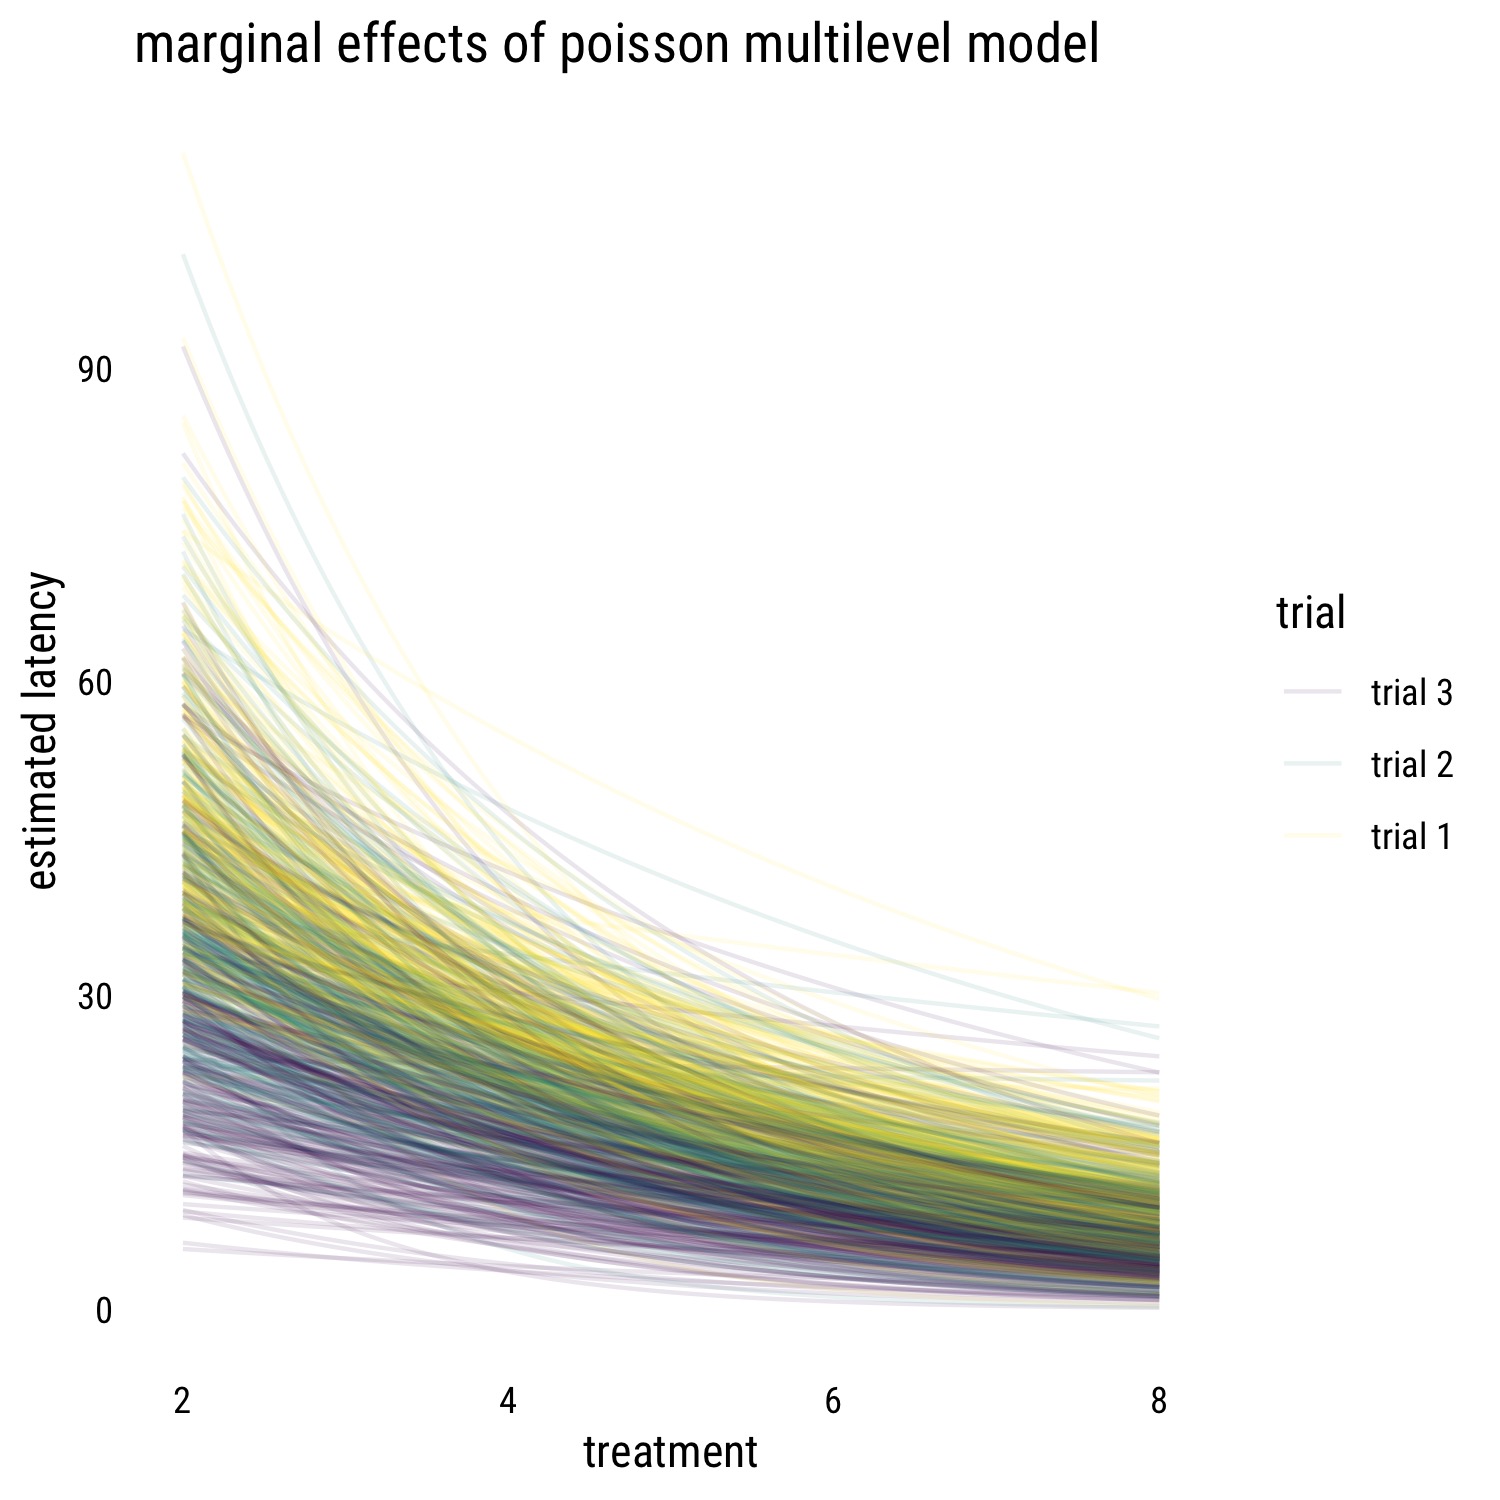 marginal effects of poisson multilevel model
estimated latency
90
60
30
0
2
4
6
8
treatment
trial
trial 3
trial 2
trial 1